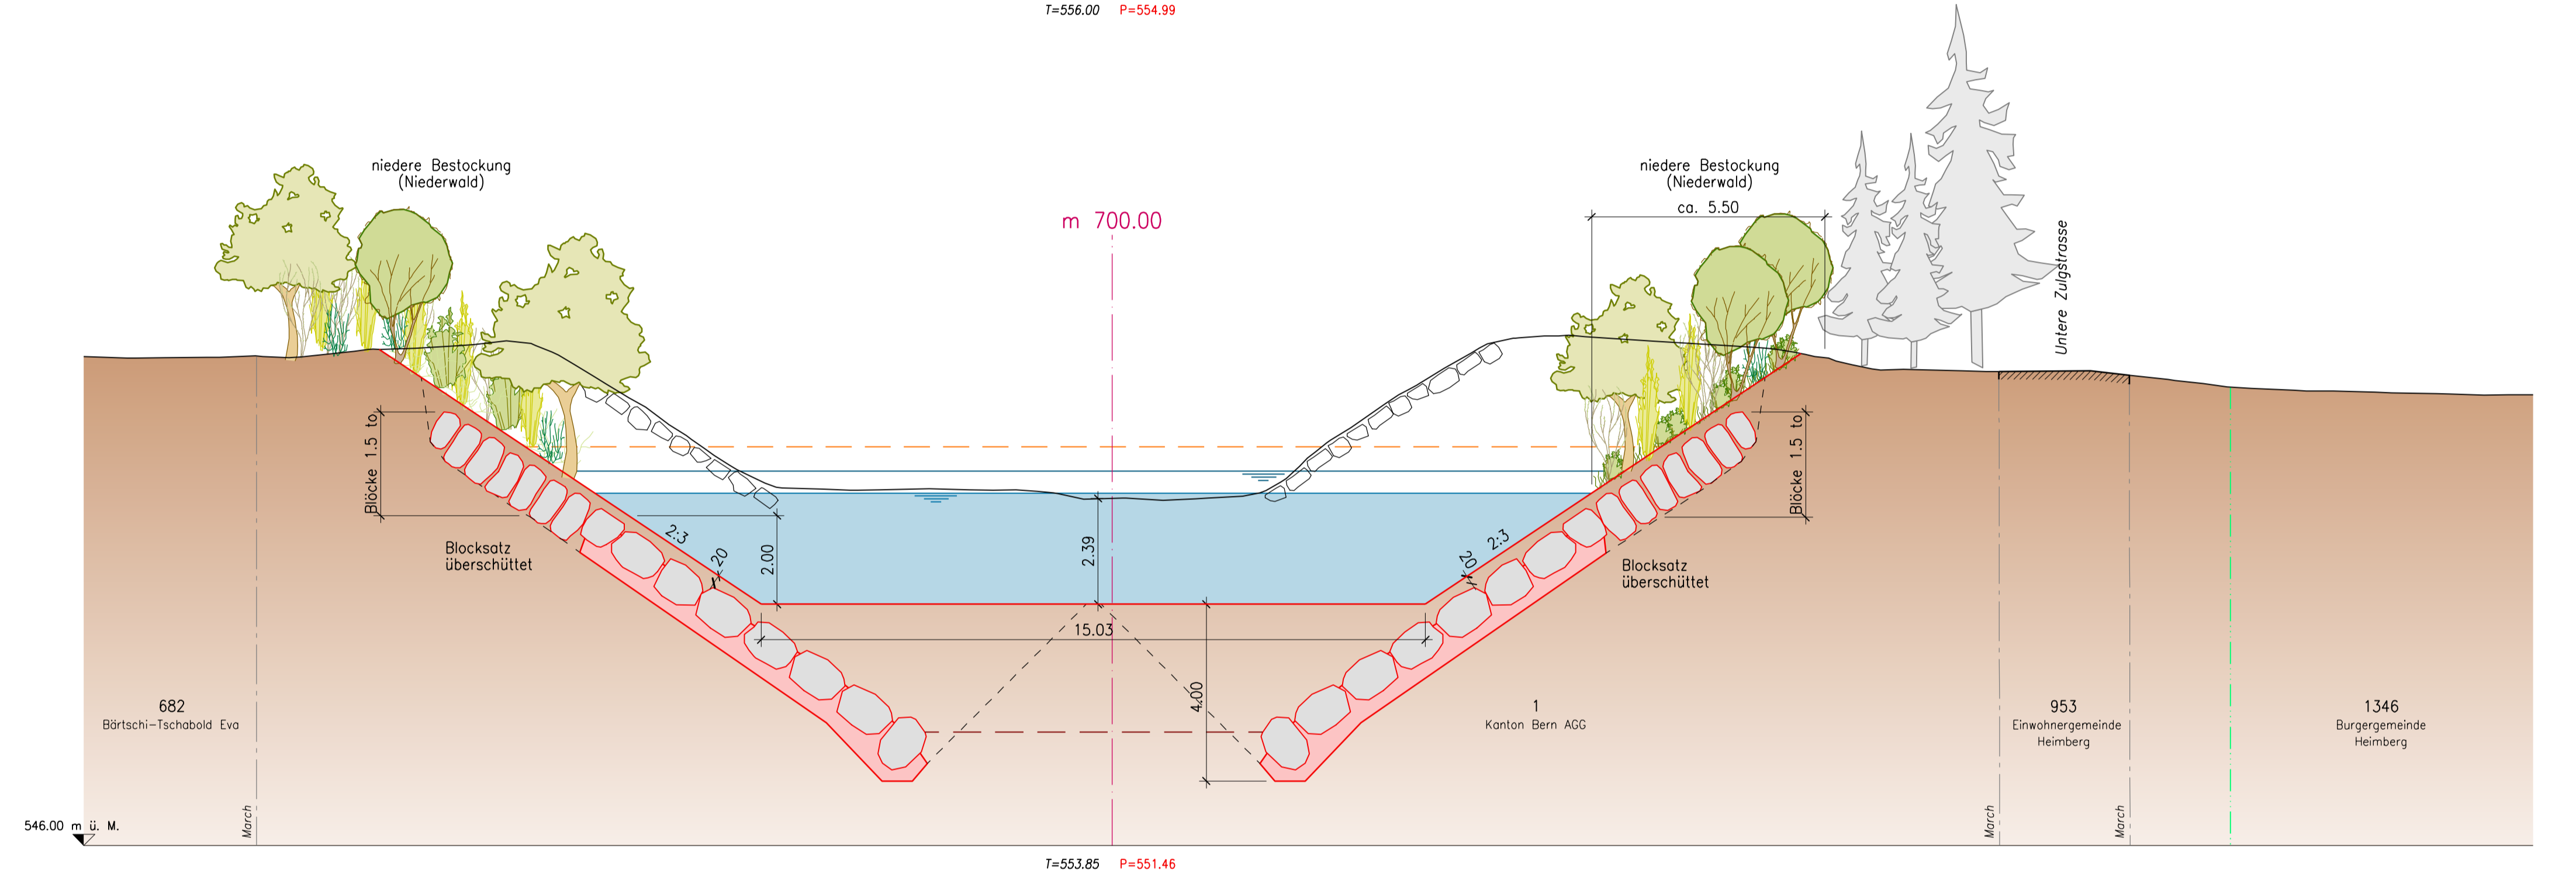 T=556.00 P=554.99
niedere Bestockung
(Niederwald)
niedere Bestockung
(Niederwald)
ca. 5.50
m 700.00
Untere Zulgstrasse
Blöcke 1.5 to
Blöcke 1.5 to
Blocksatz
überschüttet
2:3
20
2.00
2.39
20
2:3
Blocksatz
überschüttet
15.03
4.00
682
Bärtschi-Tschabold Eva
1
Kanton Bern AGG
953
Einwohnergemeinde
Heimberg
1346
Burgergemeinde
Heimberg
546.00 m ü. M.
March
March
March
T=553.85 P=551.46